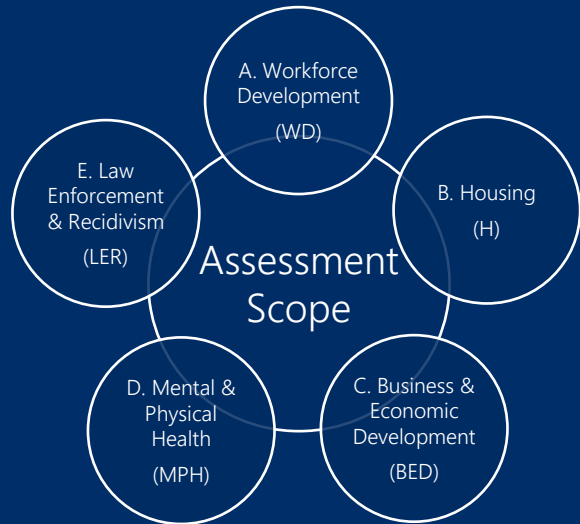 A. Workforce
Development
(WD)
E. Law
Enforcement
& Recidivism
(LER)
B. Housing
(H)
Assessment
Scope
D. Mental &
Physical
Health
(MPH)
C. Business &
Economic
Development
(BED)